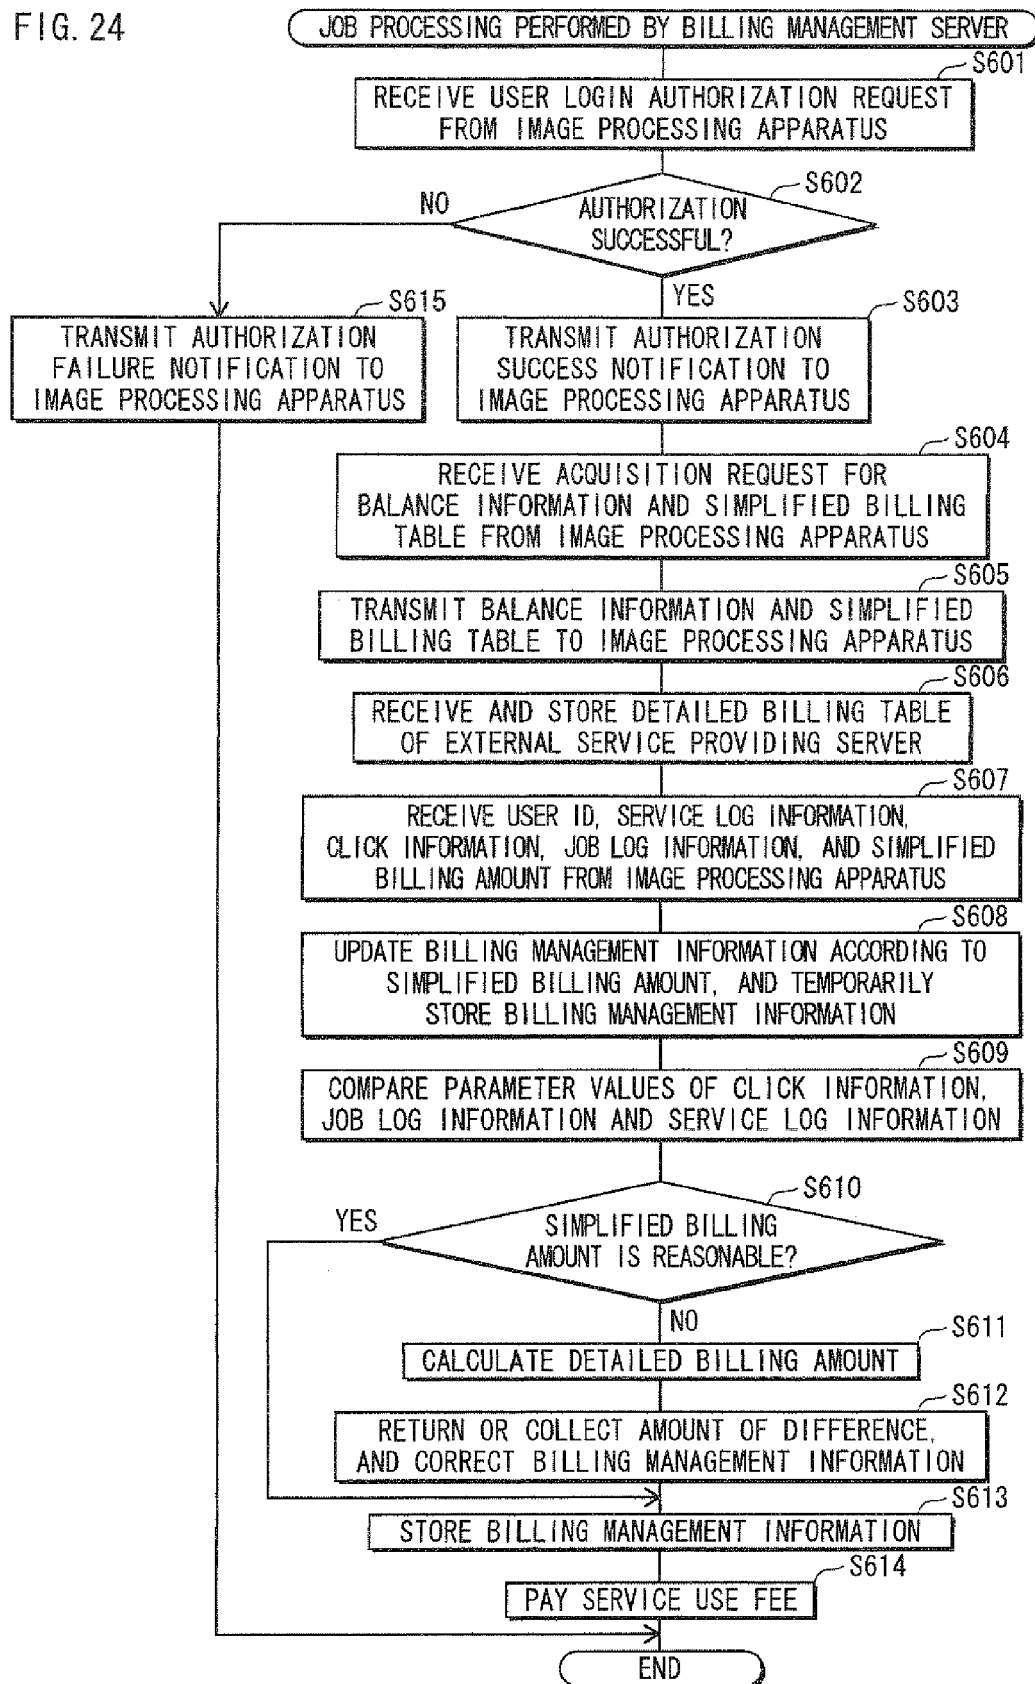 FIG. 24
JOB PROCESSING PERFORMED BY BILLING MANAGEMENT SERVER
S601
RECEIVE USER LOGIN AUTHORIZATION REQUEST
FROM IMAGE PROCESSING APPARATUS
S602
NO
AUTHORIZATION
SUCCESSFUL?
YES
S615
TRANSMIT AUTHORIZATION
FAILURE NOTIFICATION TO
IMAGE PROCESSING APPARATUS
S603
TRANSMIT AUTHORIZATION
SUCCESS NOTIFICATION TO
IMAGE PROCESSING APPARATUS
S604
RECEIVE ACQUISITION REQUEST FOR
BALANCE INFORMATION AND SIMPLIFIED BILLING
TABLE FROM IMAGE PROCESSING APPARATUS
S605
TRANSMIT BALANCE INFORMATION AND SIMPLIFIED
BILLING TABLE TO IMAGE PROCESSING APPARATUS
S606
RECEIVE AND STORE DETAILED BILLING TABLE
OF EXTERNAL SERVICE PROVIDING SERVER
S607
RECEIVE USER ID, SERVICE LOG INFORMATION,
CLICK INFORMATION, JOB LOG INFORMATION, AND SIMPLIFIED
BILLING AMOUNT FROM IMAGE PROCESSING APPARATUS
S608
UPDATE BILLING MANAGEMENT INFORMATION ACCORDING TO
SIMPLIFIED BILLING AMOUNT, AND TEMPORARILY
STORE BILLING MANAGEMENT INFORMATION
S609
COMPARE PARAMETER VALUES OF CLICK INFORMATION,
JOB LOG INFORMATION AND SERVICE LOG INFORMATION
S610
YES
SIMPLIFIED BILLING
AMOUNT IS REASONABLE?
NO
S611
CALCULATE DETAILED BILLING AMOUNT
S612
RETURN OR COLLECT AMOUNT OF DIFFERENCE,
AND CORRECT BILLING MANAGEMENT INFORMATION
S613
STORE BILLING MANAGEMENT INFORMATION
S614
PAY SERVICE USE FEE
END